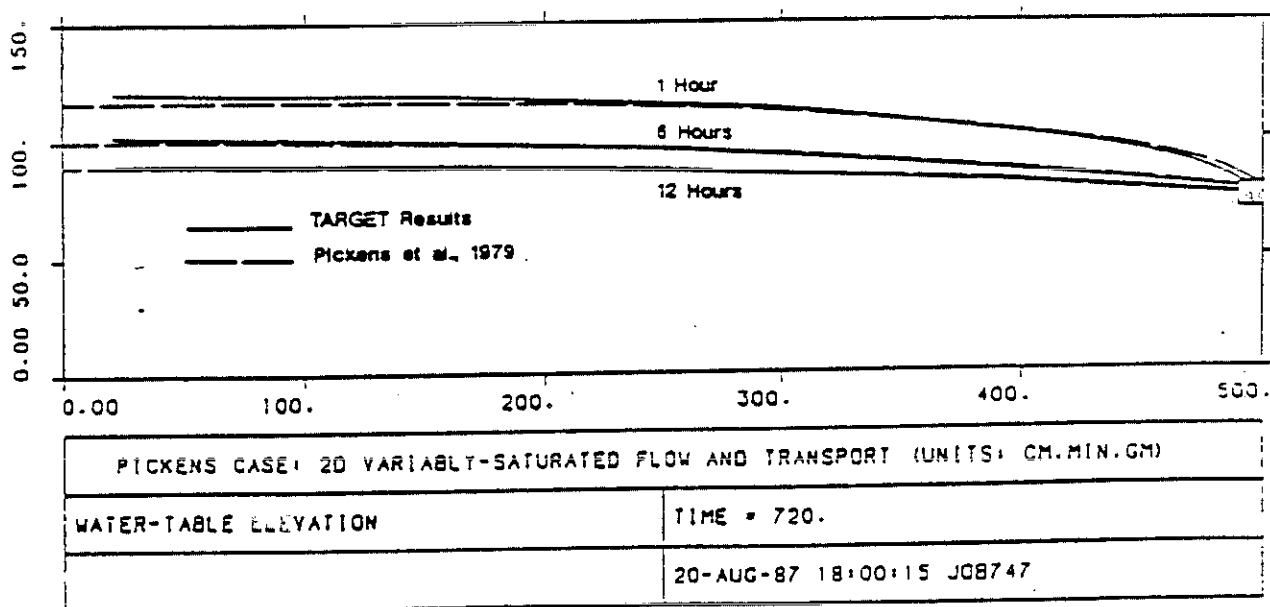 150.
1 Hour
6 Hours
100.
12 Hours
TARGET Results
Pickens et al., 1979
50.0
0.00
0.00 100. 200. 300. 400. 500.
PICKENS CASE: 2D VARIABLY-SATURATED FLOW AND TRANSPORT (UNITS: CM.MIN.GM)
WATER-TABLE ELEVATION
TIME = 720.
20-AUG-87 18:00:15 JOB747